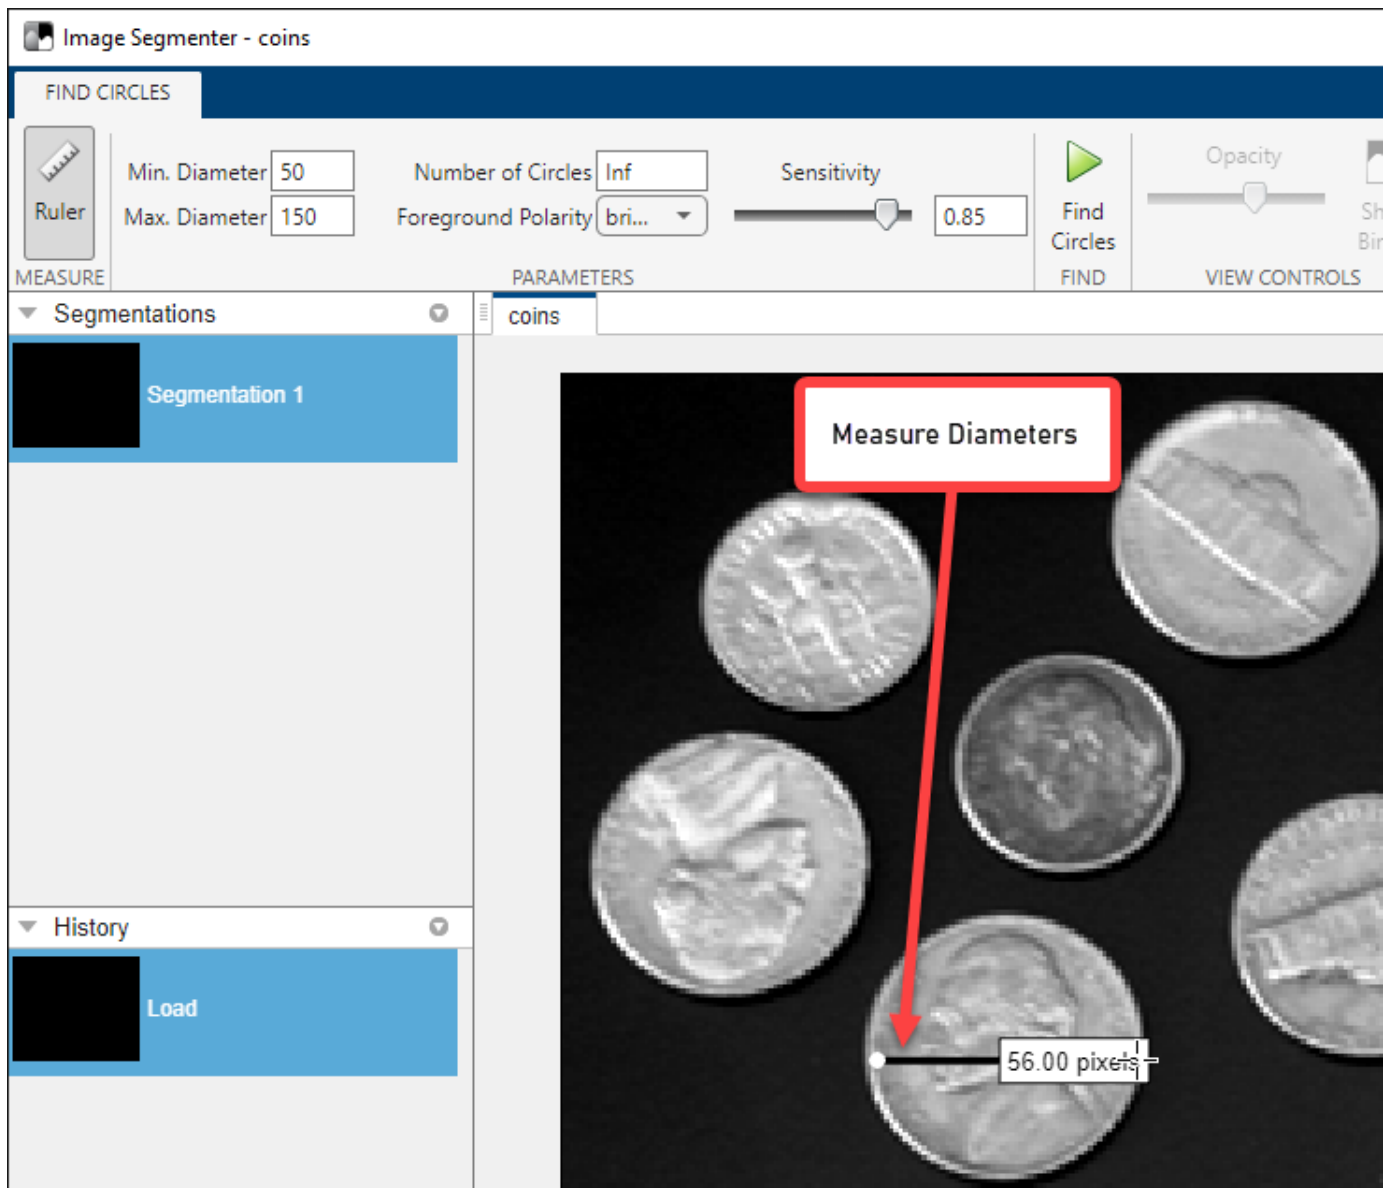 Image Segmenter - coins
FIND CIRCLES
Ruler
MEASURE
Min. Diameter 50
Max. Diameter 150
Number of Circles Inf
Foreground Polarity bri...
Sensitivity
0.85
PARAMETERS
Find
Circles
FIND
Opacity
Sh
Bin
VIEW CONTROLS
Segmentations
Segmentation 1
History
Load
coins
Measure Diameters
56.00 pixels